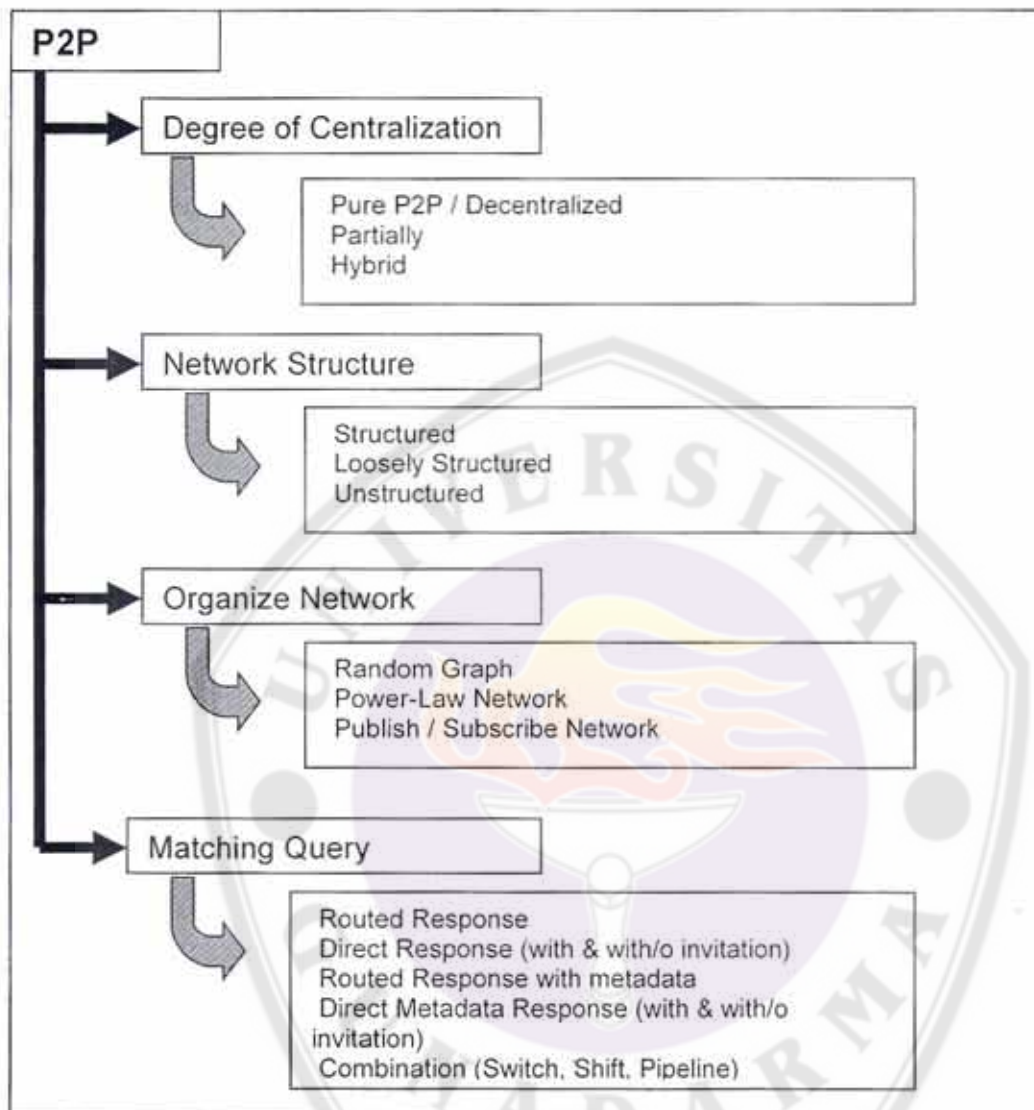 P2P
Degree of Centralization
Pure P2P / Decentralized
Partially
Hybrid
Network Structure
Structured
Loosely Structured
Unstructured
Organize Network
Random Graph
Power-Law Network
Publish / Subscribe Network
Matching Query
Routed Response
Direct Response (with & with/o invitation)
Routed Response with metadata
Direct Metadata Response (with & with/o
invitation)
Combination (Switch, Shift, Pipeline)
UNIVERSITAS